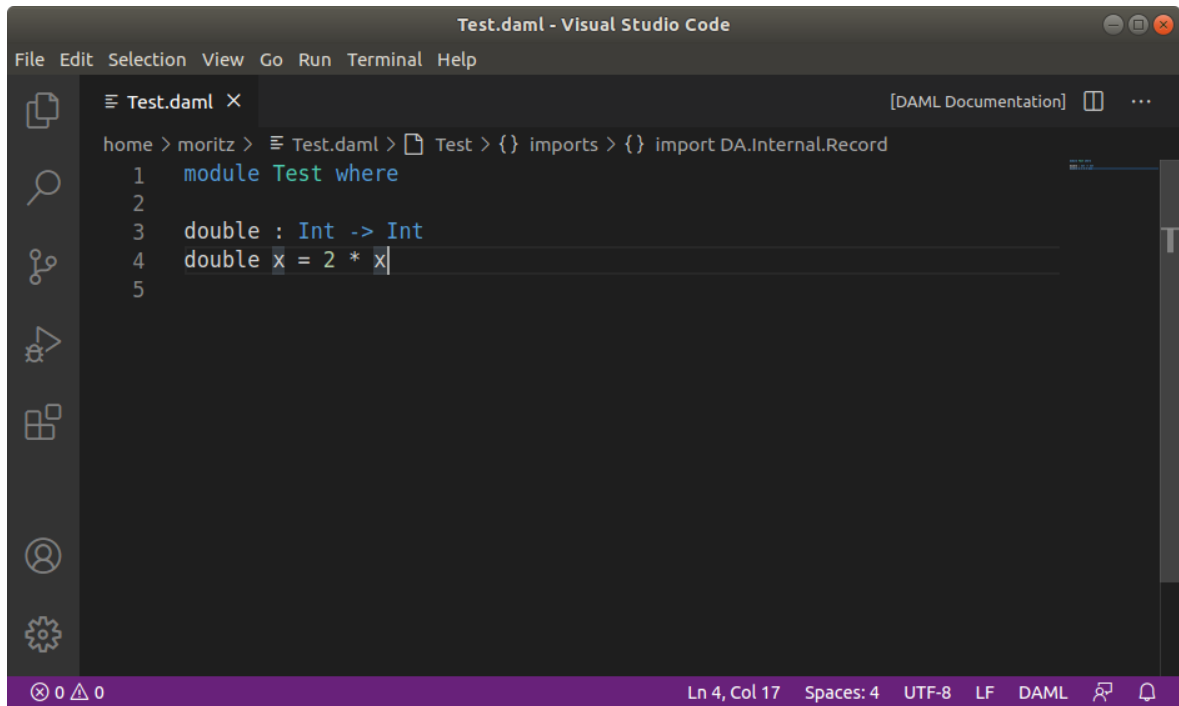 Test.daml - Visual Studio Code
File Edit Selection View Go Run Terminal Help
Test.daml × [DAML Documentation] ···
home > moritz > Test.daml > Test > {} imports > {} import DA.Internal.Record
1 module Test where
2
3 double : Int -> Int
4 double x = 2 * x
5
0 0 Ln 4, Col 17 Spaces: 4 UTF-8 LF DAML